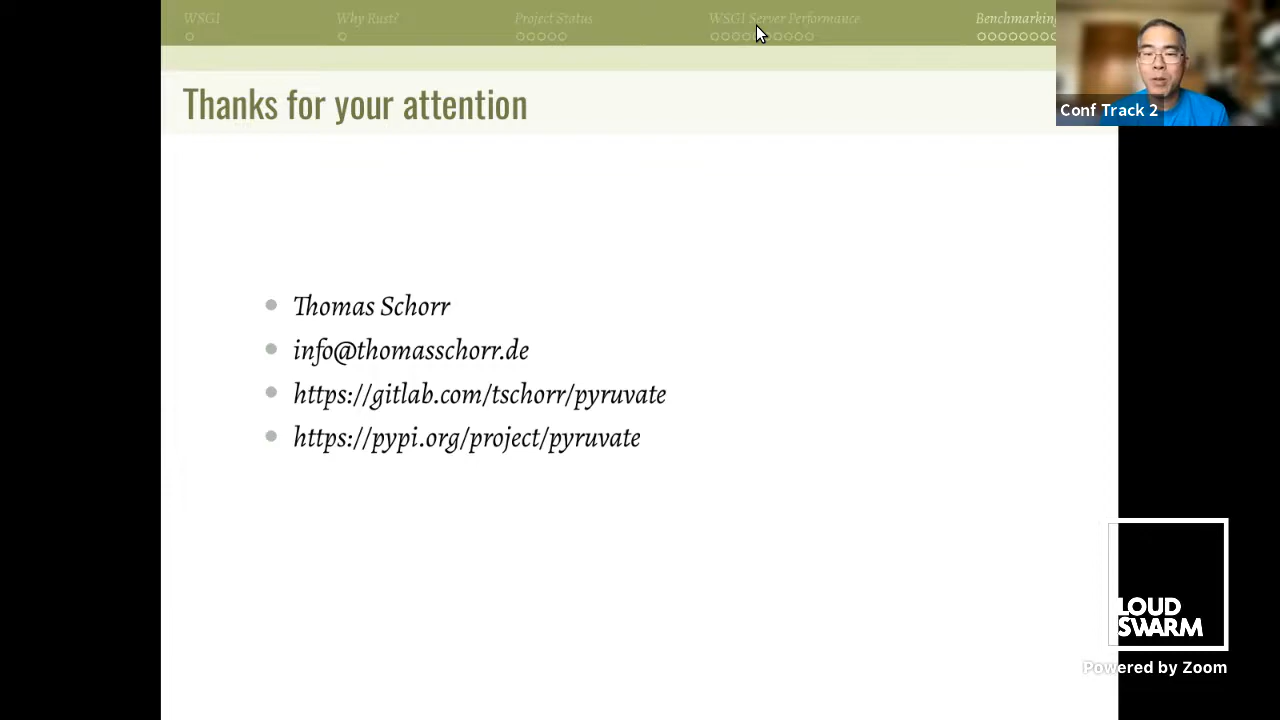 WSGI
Why Rust?
Project Status
WSGI Server Performance
Benchmarking
Conf Track 2
Thanks for your attention
Thomas Schorr
info@thomasschorr.de
https://gitlab.com/tschorr/pyruvate
https://pypi.org/project/pyruvate
LOUD
SWARM
Powered by Zoom